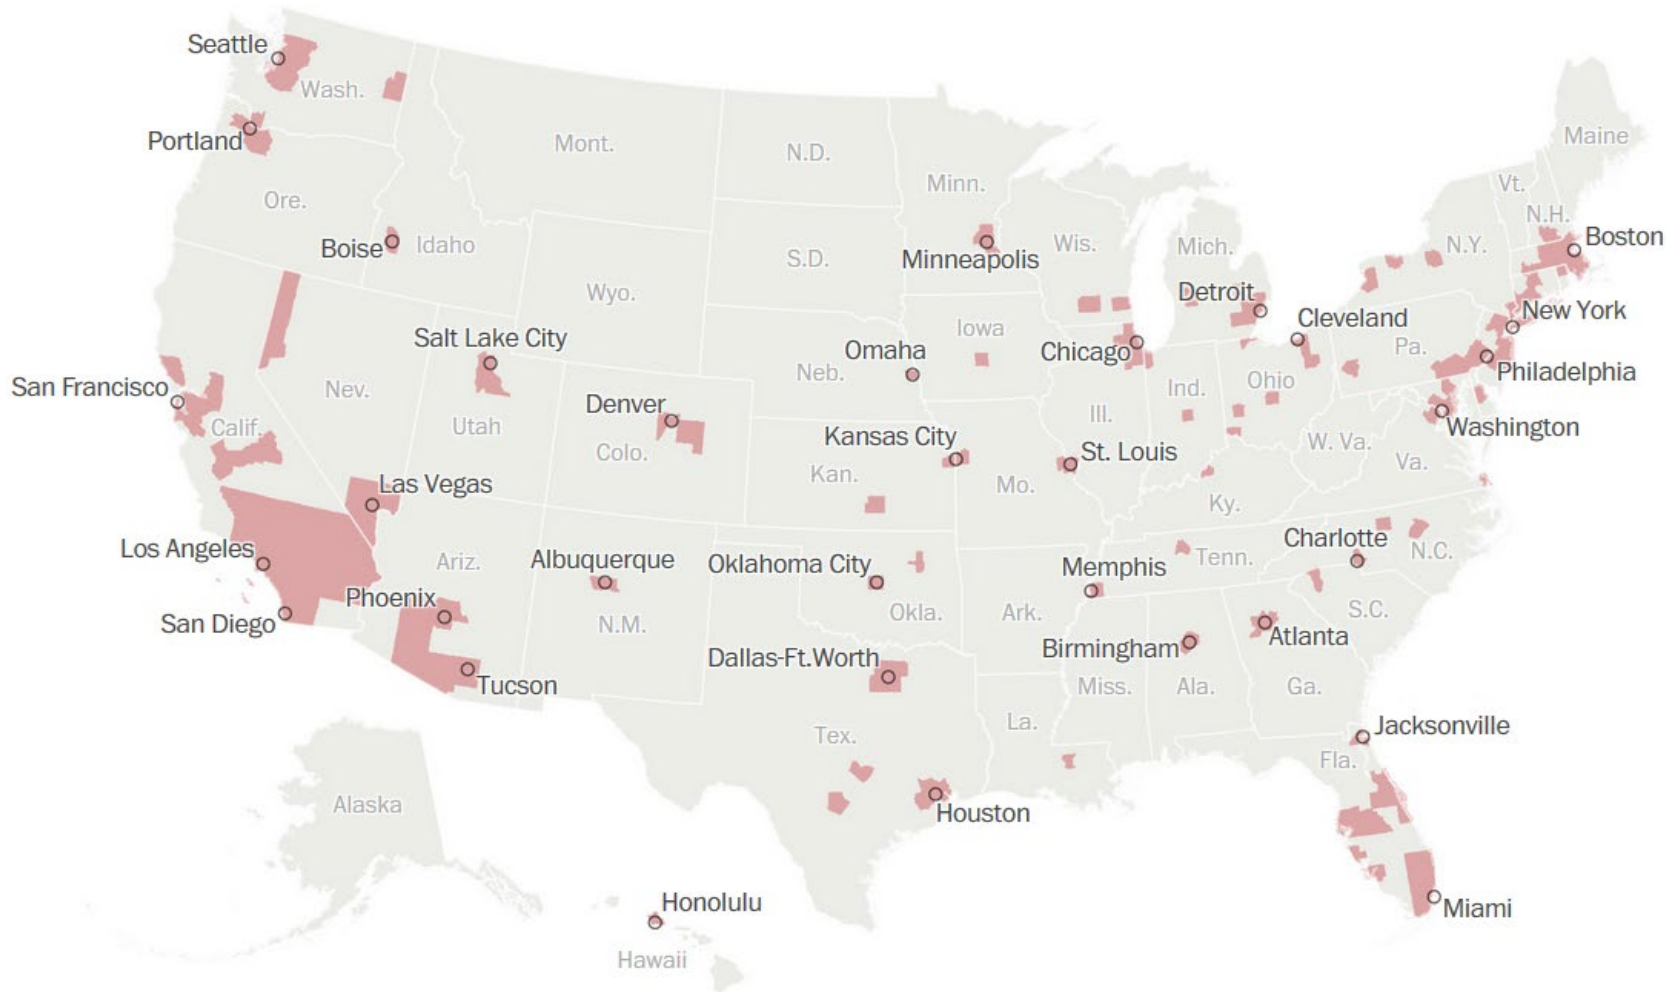 Seattle
Wash.
Portland
Ore.
Boise
Idaho
Mont.
N.D.
Minn.
Minneapolis
S.D.
Wyo.
Wis.
Mich.
Detroit
Maine
Vt.
N.H.
Boston
N.Y.
New York
Cleveland
Pa.
Philadelphia
Washington
Salt Lake City
San Francisco
Calif.
Nev.
Utah
Denver
Colo.
Omaha
Neb.
Iowa
Chicago
Ind.
Ohio
Ill.
Kansas City
Kan.
St. Louis
Mo.
W. Va.
Va.
Ky.
Las Vegas
Los Angeles
San Diego
Ariz.
Phoenix
Tucson
Albuquerque
N.M.
Oklahoma City
Okla.
Ark.
Memphis
Tenn.
Charlotte
N.C.
S.C.
Birmingham
Atlanta
Dallas-Ft.Worth
Miss.
Ala.
Ga.
Tex.
La.
Jacksonville
Fla.
Alaska
Houston
Honolulu
Hawaii
Miami